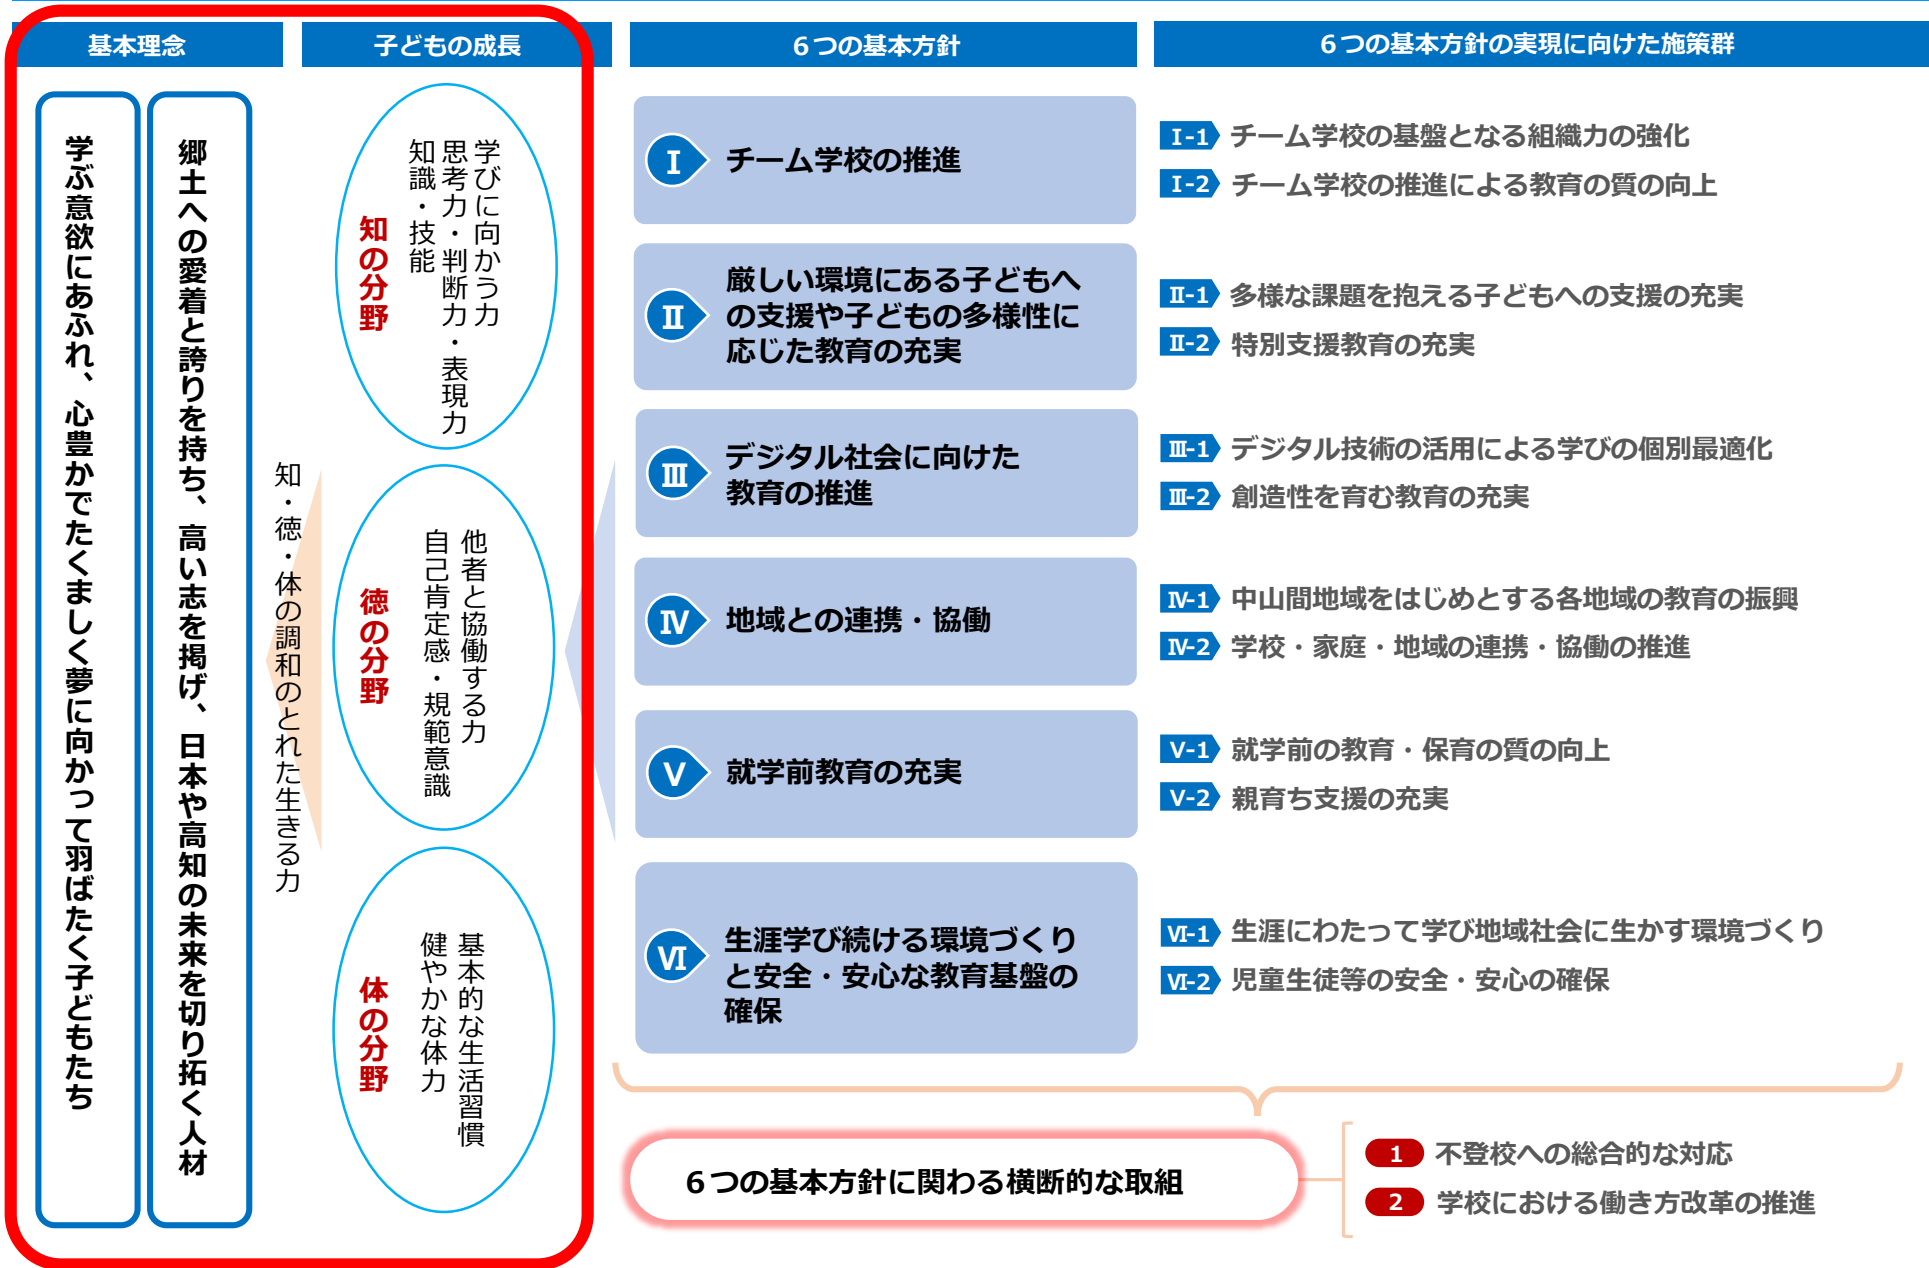 基本理念
子どもの成長
6つの基本方針
6つの基本方針の実現に向けた施策群
郷土への愛着と誇りを持ち、高い志を掲げ、日本や高知の未来を切り拓く人材
学ぶ意欲にあふれ、心豊かでたくましく夢に向かって羽ばたく子どもたち
知・徳・体の調和のとれた生きる力
学びに向かう力
思考力・判断力・表現力
知識・技能
知の分野
他者と協働する力
自己肯定感・規範意識
徳の分野
基本的な生活習慣
健やかな体力
体の分野
Ⅰ チーム学校の推進
Ⅰ-1 チーム学校の基盤となる組織力の強化
Ⅰ-2 チーム学校の推進による教育の質の向上
Ⅱ 厳しい環境にある子どもへ
の支援や子どもの多様性に
応じた教育の充実
Ⅱ-1 多様な課題を抱える子どもへの支援の充実
Ⅱ-2 特別支援教育の充実
Ⅲ デジタル社会に向けた
教育の推進
Ⅲ-1 デジタル技術の活用による学びの個別最適化
Ⅲ-2 創造性を育む教育の充実
Ⅳ 地域との連携・協働
Ⅳ-1 中山間地域をはじめとする各地域の教育の振興
Ⅳ-2 学校・家庭・地域の連携・協働の推進
Ⅴ 就学前教育の充実
Ⅴ-1 就学前の教育・保育の質の向上
Ⅴ-2 親育ち支援の充実
Ⅵ 生涯学び続ける環境づくり
と安全・安心な教育基盤の
確保
Ⅵ-1 生涯にわたって学び地域社会に生かす環境づくり
Ⅵ-2 児童生徒等の安全・安心の確保
6つの基本方針に関わる横断的な取組
1 不登校への総合的な対応
2 学校における働き方改革の推進